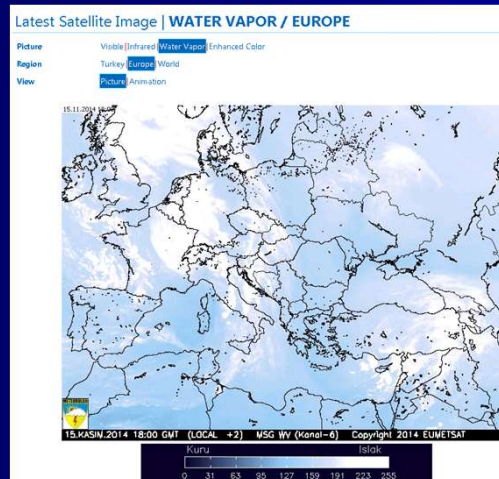 Latest Satellite Image | WATER VAPOR / EUROPE
Picture Visible|Infrared|Water Vapor|Enhanced Color
Region Turkey|Europe|World
View Picture|Animation
15.11.2014
15.KASIM.2014 18:00 GMT (LOCAL +2) MSG WV (Kanal-6) Copyright 2014 EUMETSAT
Kuru Islak
0 31 63 95 127 159 191 223 255